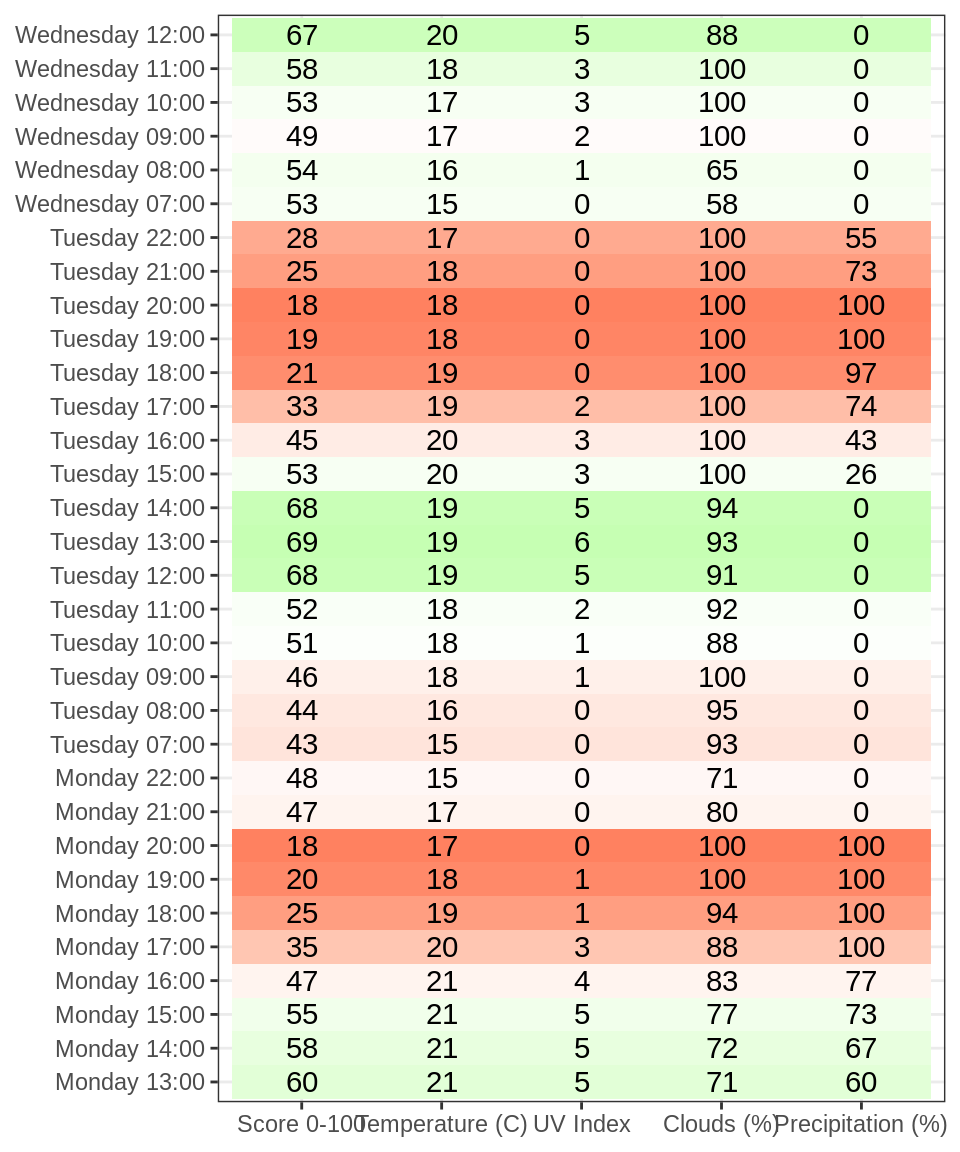 Wednesday 12:00 67 20 5 88 0
Wednesday 11:00 58 18 3 100 0
Wednesday 10:00 53 17 3 100 0
Wednesday 09:00 49 17 2 100 0
Wednesday 08:00 54 16 1 65 0
Wednesday 07:00 53 15 0 58 0
Tuesday 22:00 28 17 0 100 55
Tuesday 21:00 25 18 0 100 73
Tuesday 20:00 18 18 0 100 100
Tuesday 19:00 19 18 0 100 100
Tuesday 18:00 21 19 0 100 97
Tuesday 17:00 33 19 2 100 74
Tuesday 16:00 45 20 3 100 43
Tuesday 15:00 53 20 3 100 26
Tuesday 14:00 68 19 5 94 0
Tuesday 13:00 69 19 6 93 0
Tuesday 12:00 68 19 5 91 0
Tuesday 11:00 52 18 2 92 0
Tuesday 10:00 51 18 1 88 0
Tuesday 09:00 46 18 1 100 0
Tuesday 08:00 44 16 0 95 0
Tuesday 07:00 43 15 0 93 0
Monday 22:00 48 15 0 71 0
Monday 21:00 47 17 0 80 0
Monday 20:00 18 17 0 100 100
Monday 19:00 20 18 1 100 100
Monday 18:00 25 19 1 94 100
Monday 17:00 35 20 3 88 100
Monday 16:00 47 21 4 83 77
Monday 15:00 55 21 5 77 73
Monday 14:00 58 21 5 72 67
Monday 13:00 60 21 5 71 60
Score 0-100 Temperature (C) UV Index Clouds (%) Precipitation (%)